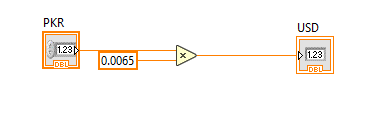 PKR
USD
1.23
DBL
0.0065
×
1.23
DBL